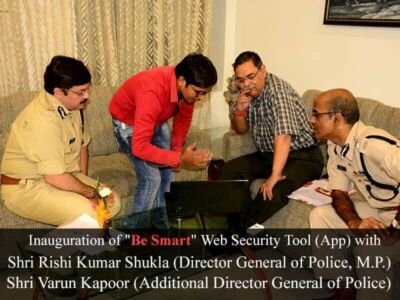 Inauguration of "Be Smart" Web Security Tool (App) with
Shri Rishi Kumar Shukla (Director General of Police, M.P.)
Shri Varun Kapoor (Additional Director General of Police)